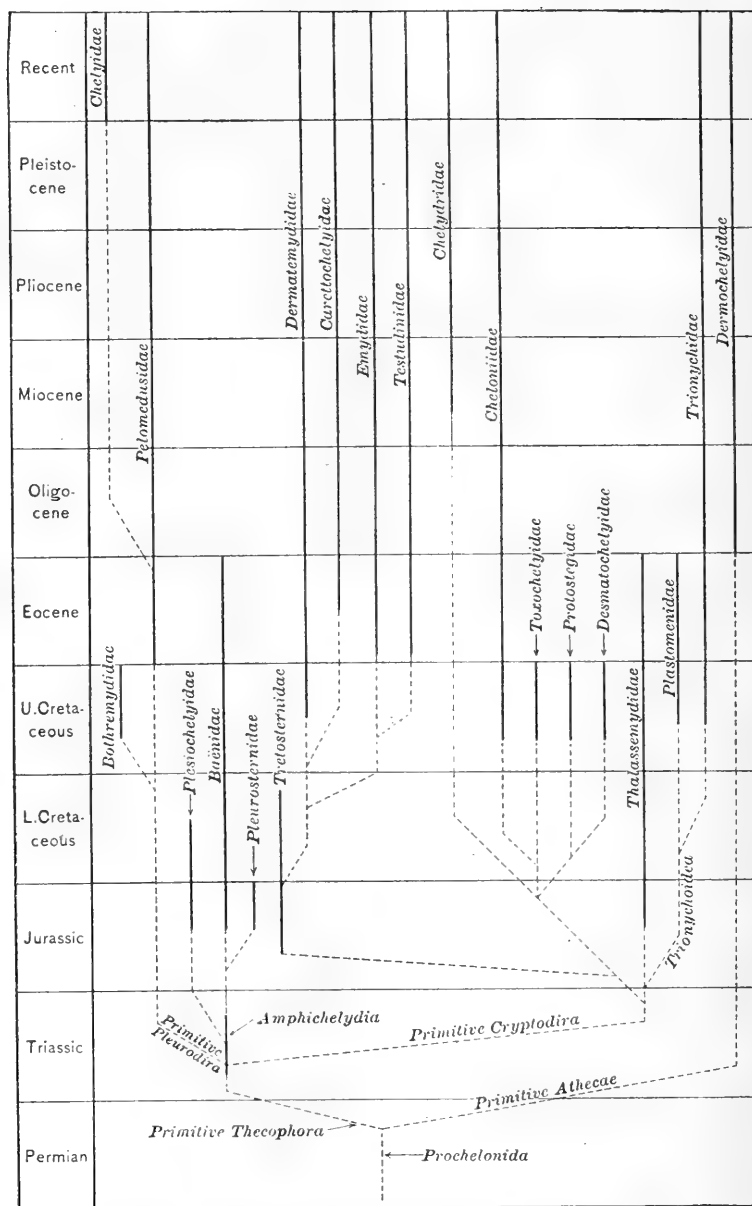 Recent
Chelyidae
Pleisto-
cene
Pliocene
Miocene
Oligo-
cene
Eocene
U.Creta-
ceous
L.Creta-
ceous
Jurassic
Triassic
Permian
Pelomedusidae
Dermatemydidae
Carettochelyidae
Emydidae
Testudinidae
Chelydridae
Cheloniidae
Trionychidae
Dermochelyidae
Bothremydidae
Plesiochelyidae
Baënidae
Pleurosternidae
Tretosternidae
Toxochelyidae
Protostegidae
Desmatochelyidae
Thalassemydidae
Plastomenidae
Trionychoidea
Primitive
Pleurodira
Amphichelydia
Primitive Cryptodira
Primitive Athecae
Primitive Thecophora
Prochelonida